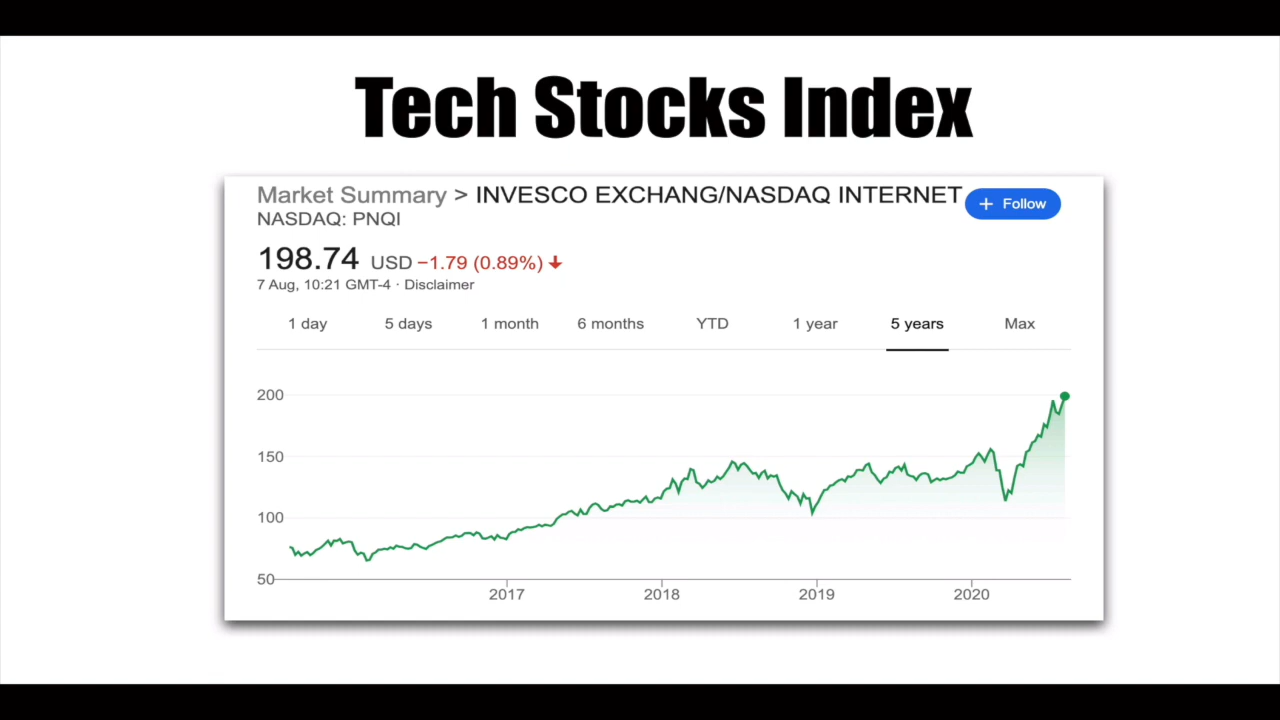 Tech Stocks Index
Market Summary > INVESCO EXCHANG/NASDAQ INTERNET
+ Follow
NASDAQ: PNQI
198.74 USD −1.79 (0.89%) ↓
7 Aug, 10:21 GMT-4 · Disclaimer
1 day 5 days 1 month 6 months YTD 1 year 5 years Max
200
150
100
50
2017 2018 2019 2020